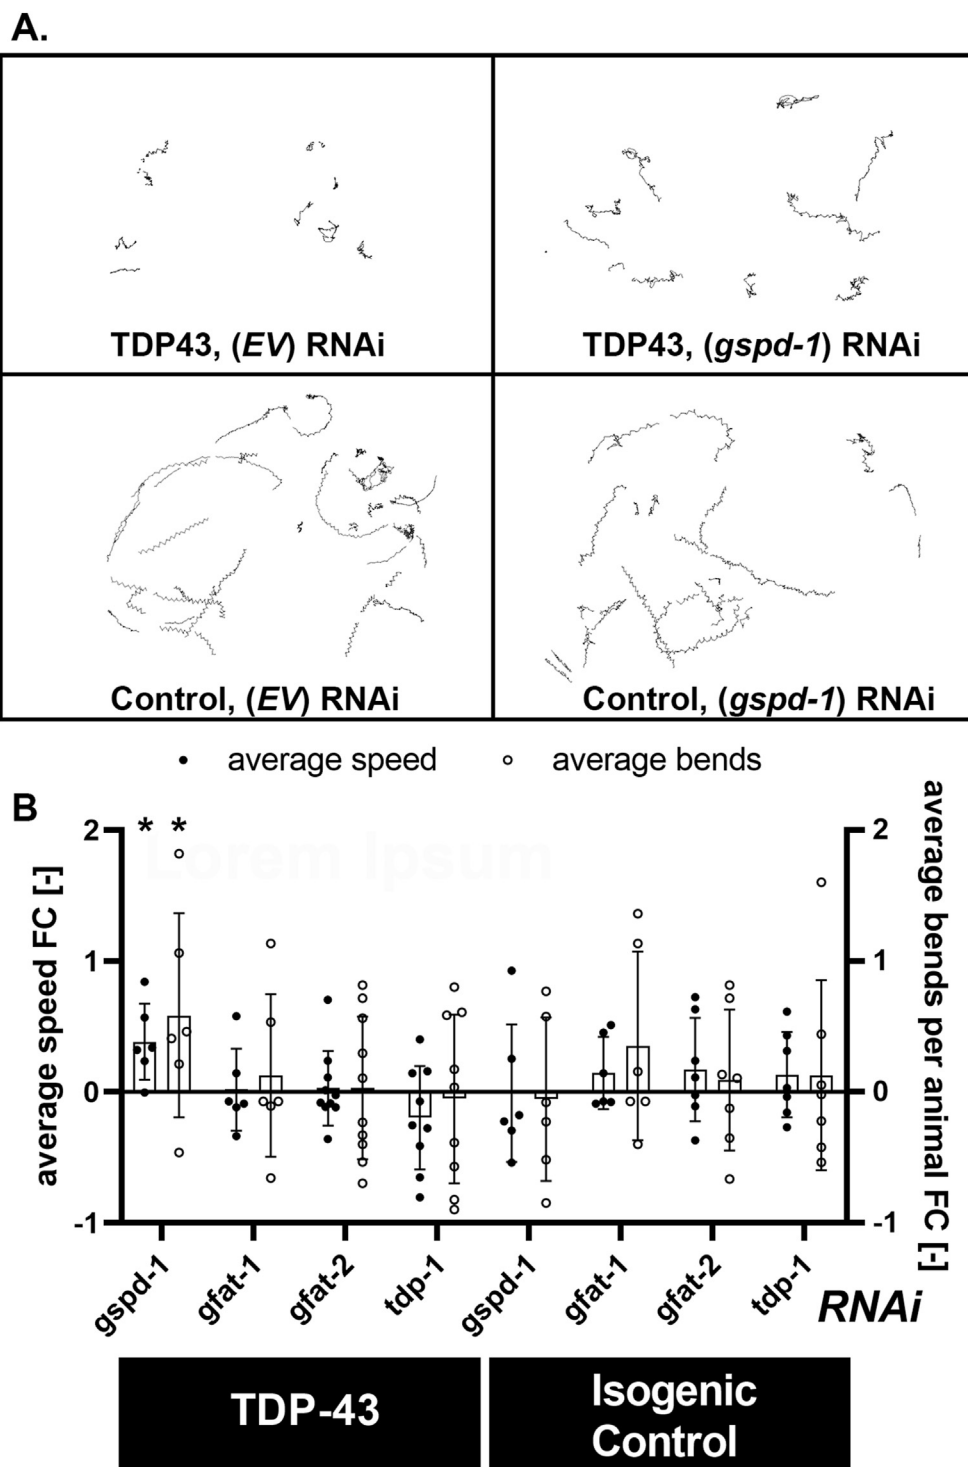 A.
TDP43, (EV) RNAi
TDP43, (gspd-1) RNAi
Control, (EV) RNAi
Control, (gspd-1) RNAi
average speed
average bends
B
* *
average speed FC [-]
2
1
0
-1
2
1
0
-1
average bends per animal FC [-]
Lorem Ipsum
gspd-1
gfat-1
gfat-2
tdp-1
gspd-1
gfat-1
gfat-2
tdp-1
RNAi
TDP-43
Isogenic
Control